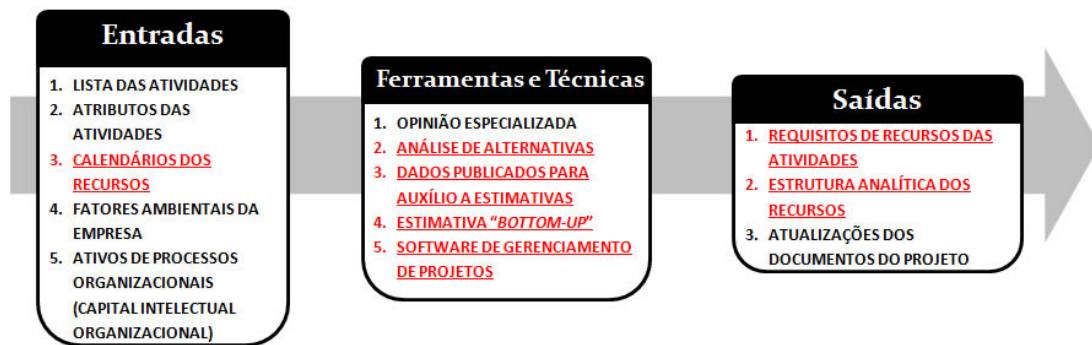 Entradas
1. LISTA DAS ATIVIDADES
2. ATRIBUTOS DAS
ATIVIDADES
3. CALENDÁRIOS DOS
RECURSOS
4. FATORES AMBIENTAIS DA
EMPRESA
5. ATIVOS DE PROCESSOS
ORGANIZACIONAIS
(CAPITAL INTELECTUAL
ORGANIZACIONAL)
Ferramentas e Técnicas
1. OPINIÃO ESPECIALIZADA
2. ANÁLISE DE ALTERNATIVAS
3. DADOS PUBLICADOS PARA
AUXÍLIO A ESTIMATIVAS
4. ESTIMATIVA “BOTTOM-UP”
5. SOFTWARE DE GERENCIAMENTO
DE PROJETOS
Saídas
1. REQUISITOS DE RECURSOS DAS
ATIVIDADES
2. ESTRUTURA ANALÍTICA DOS
RECURSOS
3. ATUALIZAÇÕES DOS
DOCUMENTOS DO PROJETO